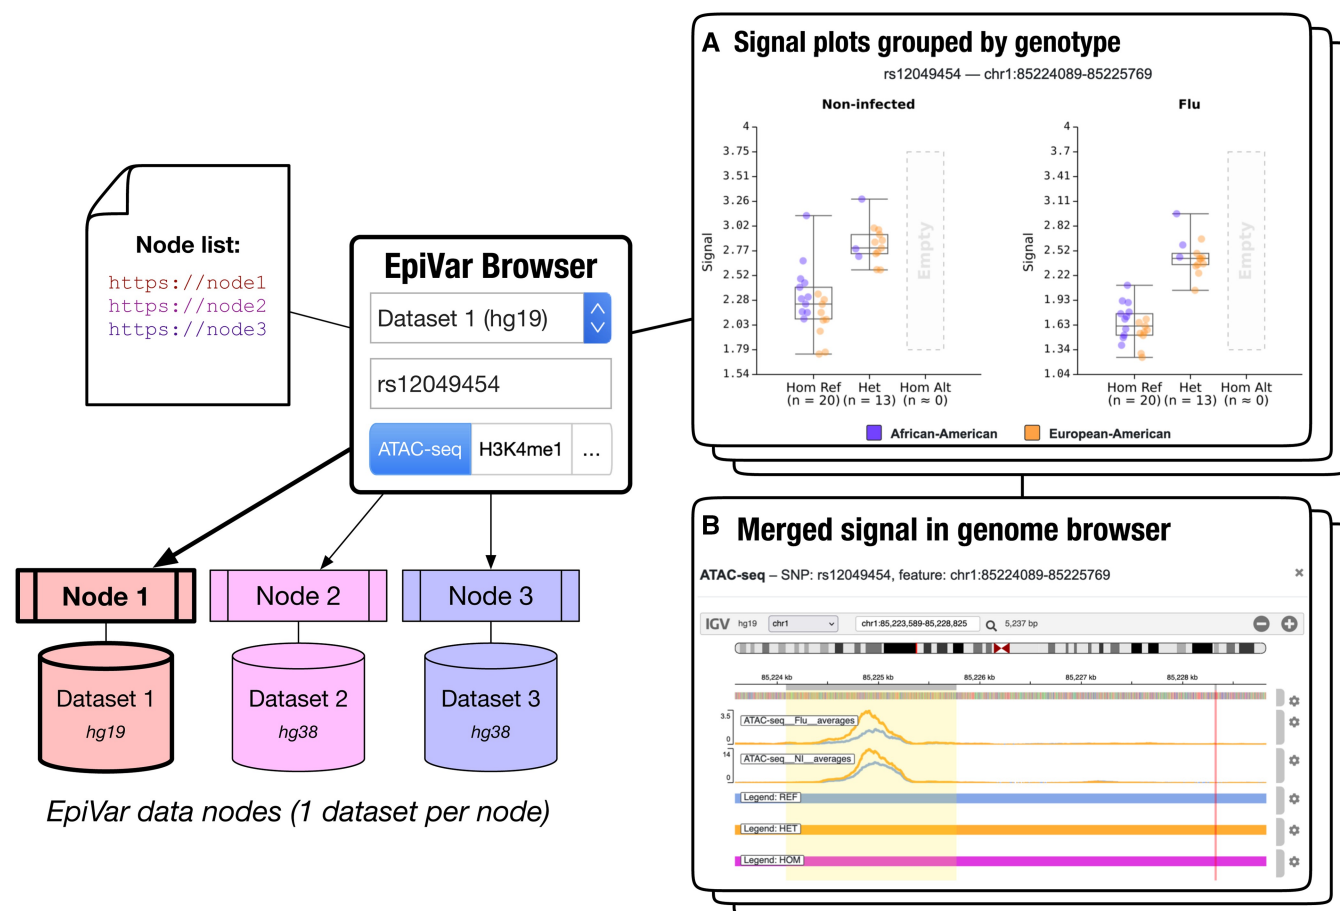 Node list:
https://node1
https://node2
https://node3
EpiVar Browser
Dataset 1 (hg19)
rs12049454
ATAC-seq H3K4me1 ...
Node 1
Node 2
Node 3
Dataset 1
hg19
Dataset 2
hg38
Dataset 3
hg38
EpiVar data nodes (1 dataset per node)
A Signal plots grouped by genotype
rs12049454 — chr1:85224089-85225769
Non-infected
Signal
4
3.75
3.51
3.26
3.02
2.77
2.52
2.28
2.03
1.79
1.54
Empty
Hom Ref Het Hom Alt
(n = 20) (n = 13) (n ≈ 0)
Flu
Signal
4
3.7
3.41
3.11
2.82
2.52
2.22
1.93
1.63
1.34
1.04
Empty
Hom Ref Het Hom Alt
(n = 20) (n = 13) (n ≈ 0)
African-American European-American
B Merged signal in genome browser
ATAC-seq – SNP: rs12049454, feature: chr1:85224089-85225769 ×
IGV hg19 chr1 chr1:85,223,589-85,228,825 5,237 bp
85,224 kb 85,225 kb 85,226 kb 85,227 kb 85,228 kb
3.5
ATAC-seq__Flu__averages
0
14
ATAC-seq__NI__averages
0
Legend: REF
Legend: HET
Legend: HOM